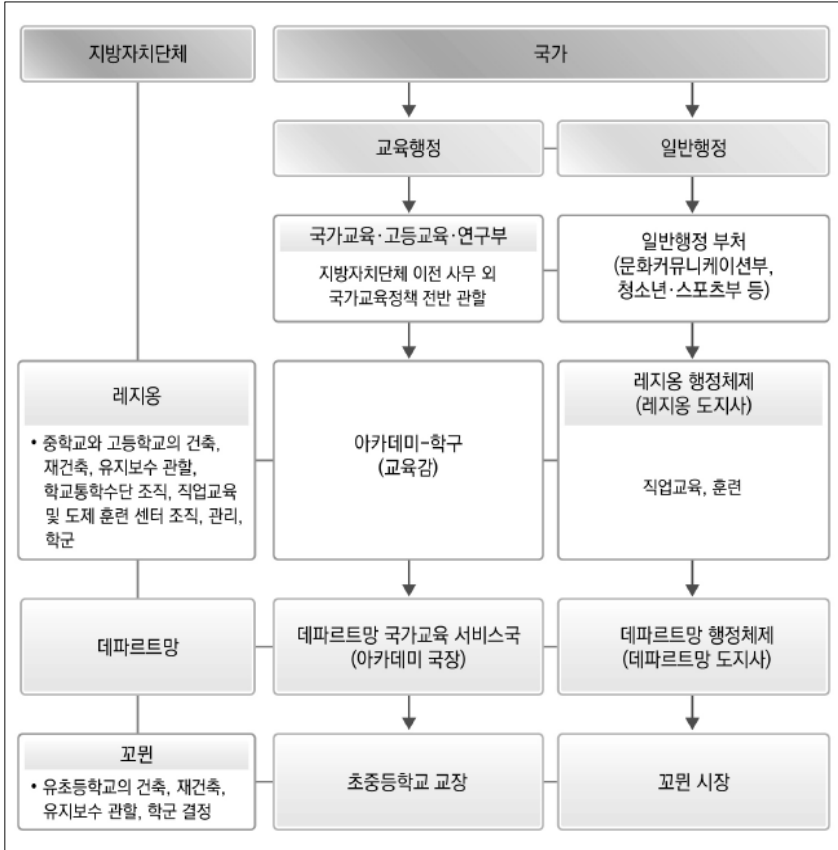 지방자치단체
국가
교육행정
일반행정
국가교육·고등교육·연구부
지방자치단체 이전 사무 외
국가교육정책 전반 관할
일반행정 부처
(문화커뮤니케이션부,
청소년·스포츠부 등)
레지옹
• 중학교와 고등학교의 건축,
재건축, 유지보수 관할,
학교통학수단 조직, 직업교육
및 도제 훈련 센터 조직, 관리,
학군
아카데미-학구
(교육감)
레지옹 행정체제
(레지옹 도지사)
직업교육, 훈련
데파르트망
데파르트망 국가교육 서비스국
(아카데미 국장)
데파르트망 행정체제
(데파르트망 도지사)
꼬뮌
• 유초등학교의 건축, 재건축,
유지보수 관할, 학군 결정
초중등학교 교장
꼬뮌 시장